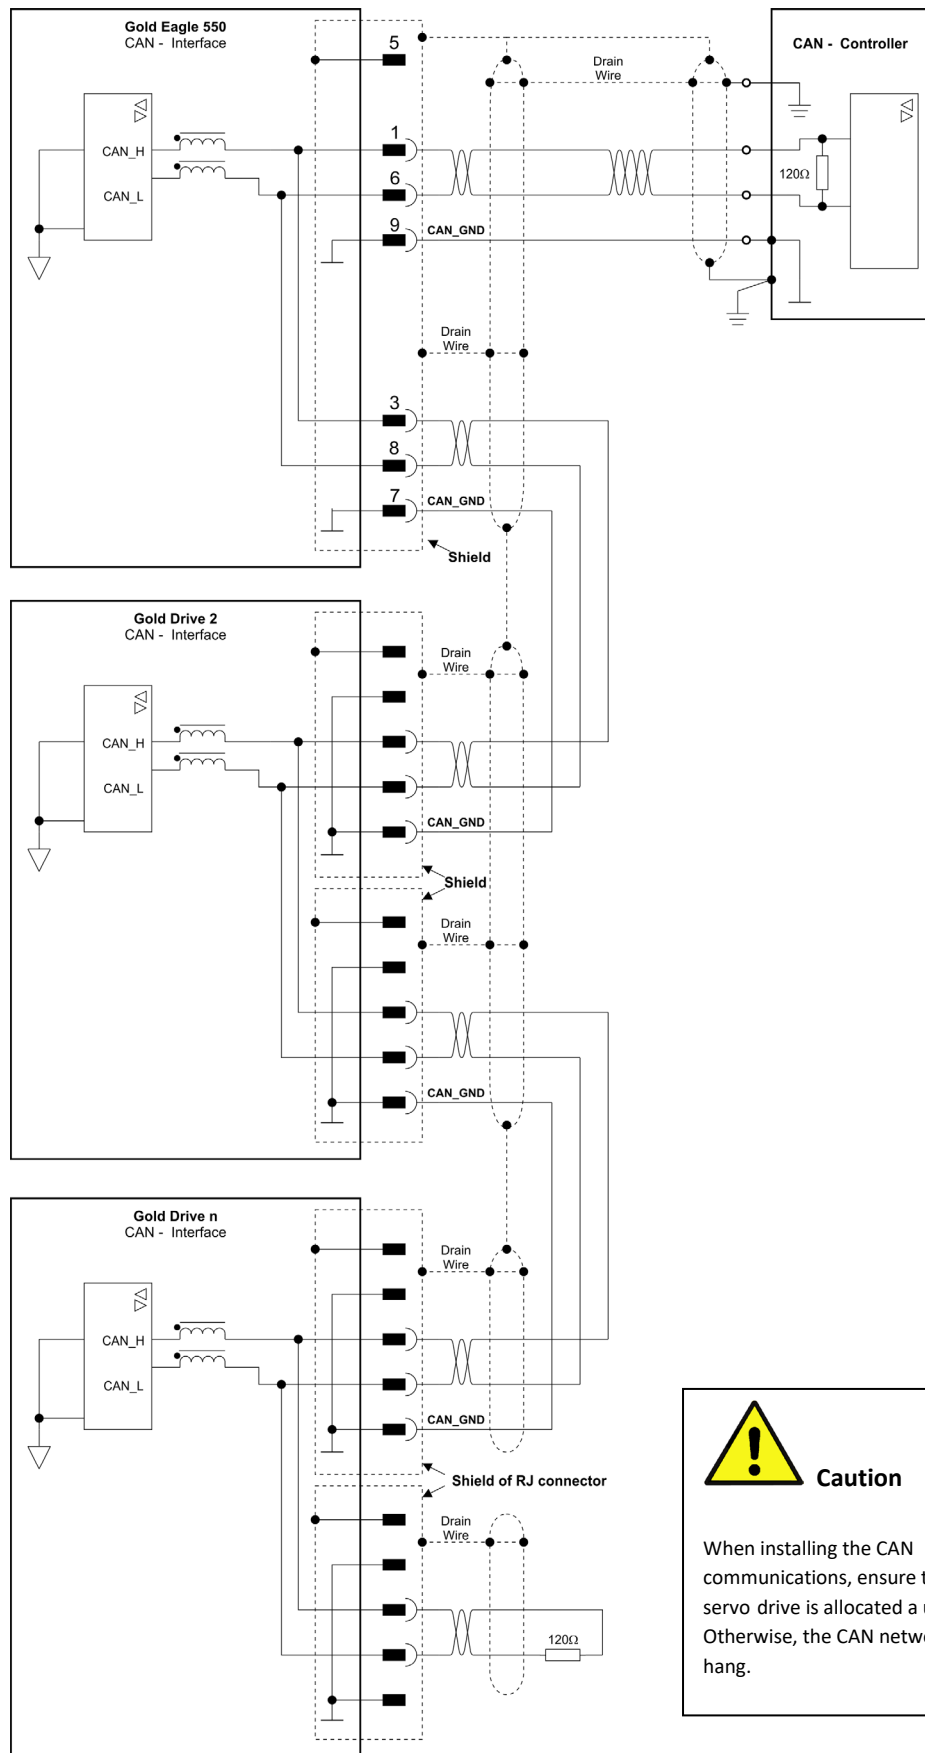 Gold Eagle 550
CAN - Interface
CAN_H
CAN_L
5
1
6
9
CAN_GND
Drain
Wire
CAN - Controller
120Ω
Drain
Wire
3
8
7
CAN_GND
Shield
Gold Drive 2
CAN - Interface
CAN_H
CAN_L
Drain
Wire
CAN_GND
Shield
Drain
Wire
CAN_GND
Gold Drive n
CAN - Interface
CAN_H
CAN_L
Drain
Wire
CAN_GND
Shield of RJ connector
Drain
Wire
120Ω
Caution
When installing the CAN
communications, ensure
servo drive is allocated a
Otherwise, the CAN
hang.